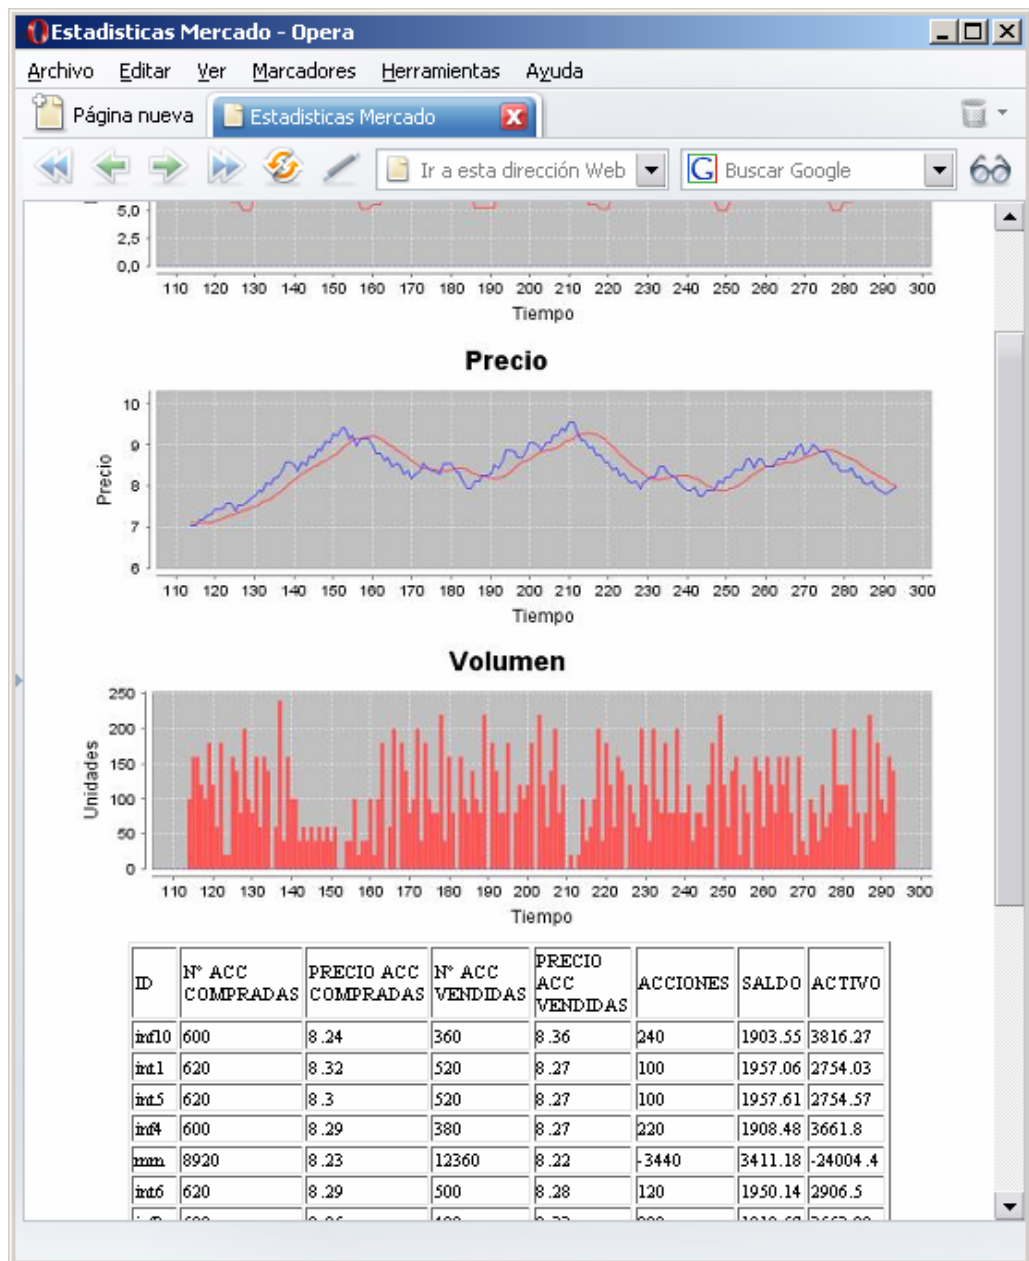 Estadisticas Mercado - Opera
Archivo Editar Ver Marcadores Herramientas Ayuda
Página nueva Estadisticas Mercado
Ir a esta dirección Web G Buscar Google
5,0
2,5
0,0
110 120 130 140 150 160 170 180 190 200 210 220 230 240 250 260 270 280 290 300
Tiempo
Precio
10
9
8
7
6
Precio
110 120 130 140 150 160 170 180 190 200 210 220 230 240 250 260 270 280 290 300
Tiempo
Volumen
250
200
150
100
50
0
Unidades
110 120 130 140 150 160 170 180 190 200 210 220 230 240 250 260 270 280 290 300
Tiempo
ID Nº ACC COMPRADAS PRECIO ACC COMPRADAS Nº ACC VENDIDAS PRECIO ACC VENDIDAS ACCIONES SALDO ACTIVO
inf10 600 8.24 360 8.36 240 1903.55 3816.27
int1 620 8.32 520 8.27 100 1957.06 2754.03
int5 620 8.3 520 8.27 100 1957.61 2754.57
inf4 600 8.29 380 8.27 220 1908.48 3661.8
mm 8920 8.23 12360 8.22 -3440 3411.18 -24004.4
int6 620 8.29 500 8.28 120 1950.14 2906.5